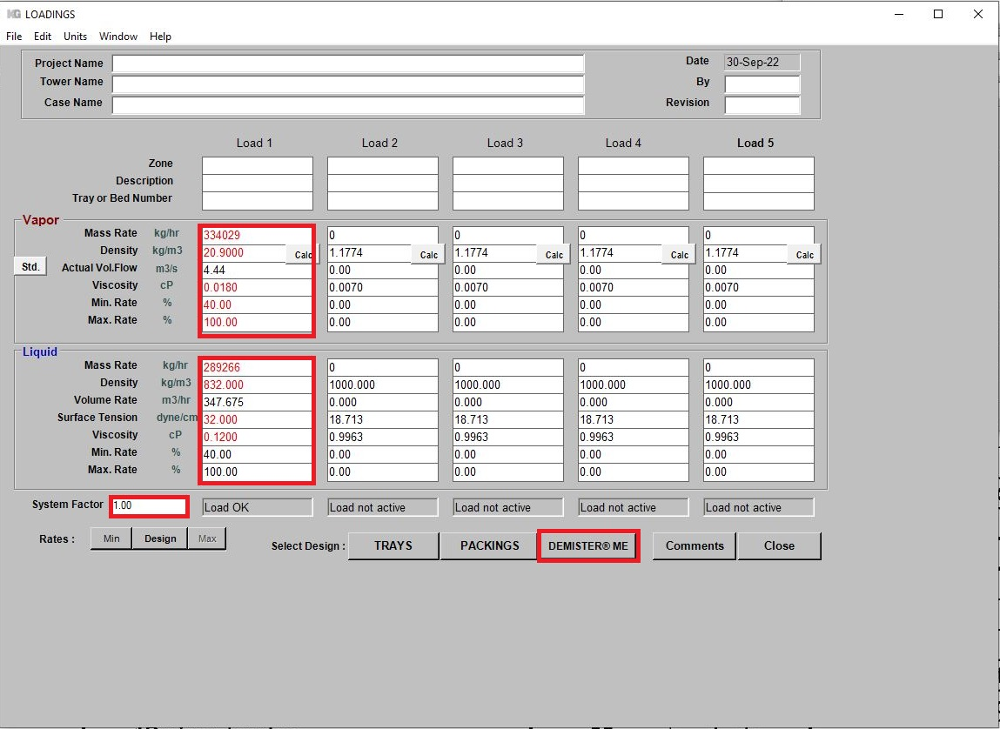 KG LOADINGS
File Edit Units Window Help
Project Name Date 30-Sep-22
Tower Name By
Case Name Revision
Load 1 Load 2 Load 3 Load 4 Load 5
Zone
Description
Tray or Bed Number
Vapor
Mass Rate kg/hr 334029 0 0 0 0
Density kg/m3 20.9000 Calc 1.1774 Calc 1.1774 Calc 1.1774 Calc 1.1774 Calc
Std. Actual Vol.Flow m3/s 4.44 0.00 0.00 0.00 0.00
Viscosity cP 0.0180 0.0070 0.0070 0.0070 0.0070
Min. Rate % 40.00 0.00 0.00 0.00 0.00
Max. Rate % 100.00 0.00 0.00 0.00 0.00
Liquid
Mass Rate kg/hr 289266 0 0 0 0
Density kg/m3 832.000 1000.000 1000.000 1000.000 1000.000
Volume Rate m3/hr 347.675 0.000 0.000 0.000 0.000
Surface Tension dyne/cm 32.000 18.713 18.713 18.713 18.713
Viscosity cP 0.1200 0.9963 0.9963 0.9963 0.9963
Min. Rate % 40.00 0.00 0.00 0.00 0.00
Max. Rate % 100.00 0.00 0.00 0.00 0.00
System Factor 1.00 Load OK Load not active Load not active Load not active Load not active
Rates : Min Design Max Select Design : TRAYS PACKINGS DEMISTER® ME Comments Close